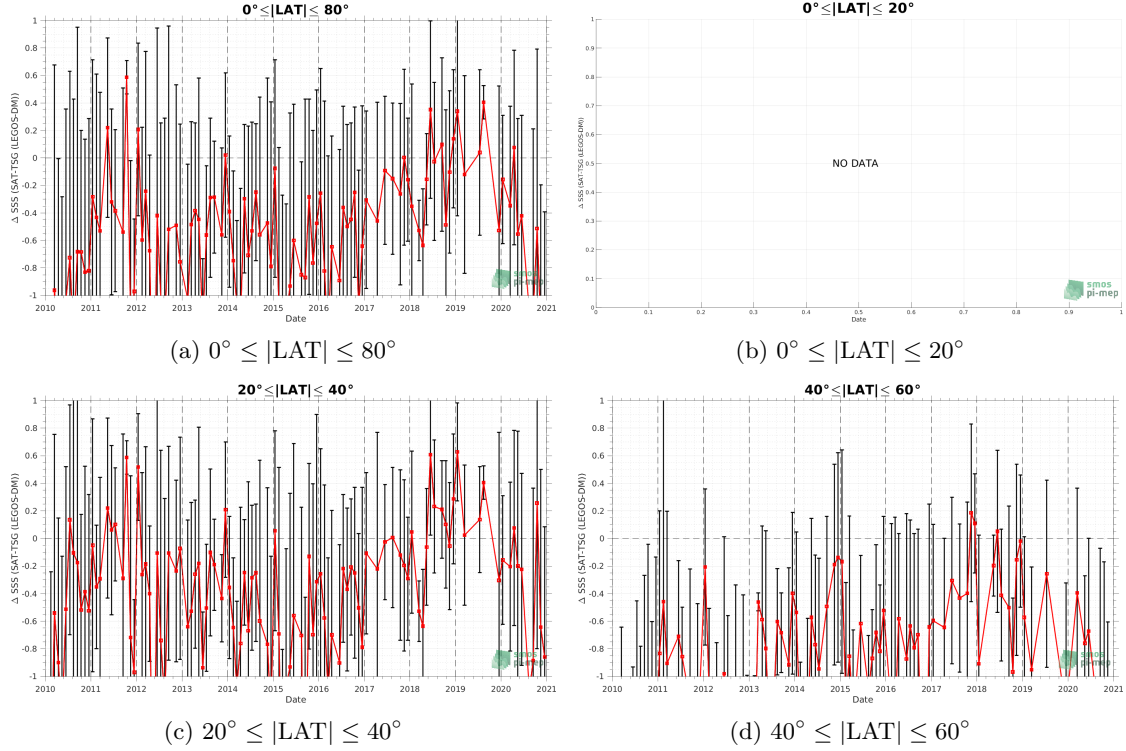 0°≤|LAT|≤ 80°
1
0.8
0.6
0.4
0.2
0
-0.2
-0.4
-0.6
-0.8
-1
Δ SSS (SAT-TSG (LEGOS-DM))
2010 2011 2012 2013 2014 2015 2016 2017 2018 2019 2020 2021
Date
smos
pi-mep
(a) 0° ≤ |LAT| ≤ 80°
0°≤|LAT|≤ 20°
1
0.9
0.8
0.7
0.6
0.5
0.4
0.3
0.2
0.1
0
Δ SSS (SAT-TSG (LEGOS-DM))
NO DATA
0 0.1 0.2 0.3 0.4 0.5 0.6 0.7 0.8 0.9 1
Date
smos
pi-mep
(b) 0° ≤ |LAT| ≤ 20°
20°≤|LAT|≤ 40°
1
0.8
0.6
0.4
0.2
0
-0.2
-0.4
-0.6
-0.8
-1
Δ SSS (SAT-TSG (LEGOS-DM))
2010 2011 2012 2013 2014 2015 2016 2017 2018 2019 2020 2021
Date
smos
pi-mep
(c) 20° ≤ |LAT| ≤ 40°
40°≤|LAT|≤ 60°
1
0.8
0.6
0.4
0.2
0
-0.2
-0.4
-0.6
-0.8
-1
Δ SSS (SAT-TSG (LEGOS-DM))
2010 2011 2012 2013 2014 2015 2016 2017 2018 2019 2020 2021
Date
smos
pi-mep
(d) 40° ≤ |LAT| ≤ 60°